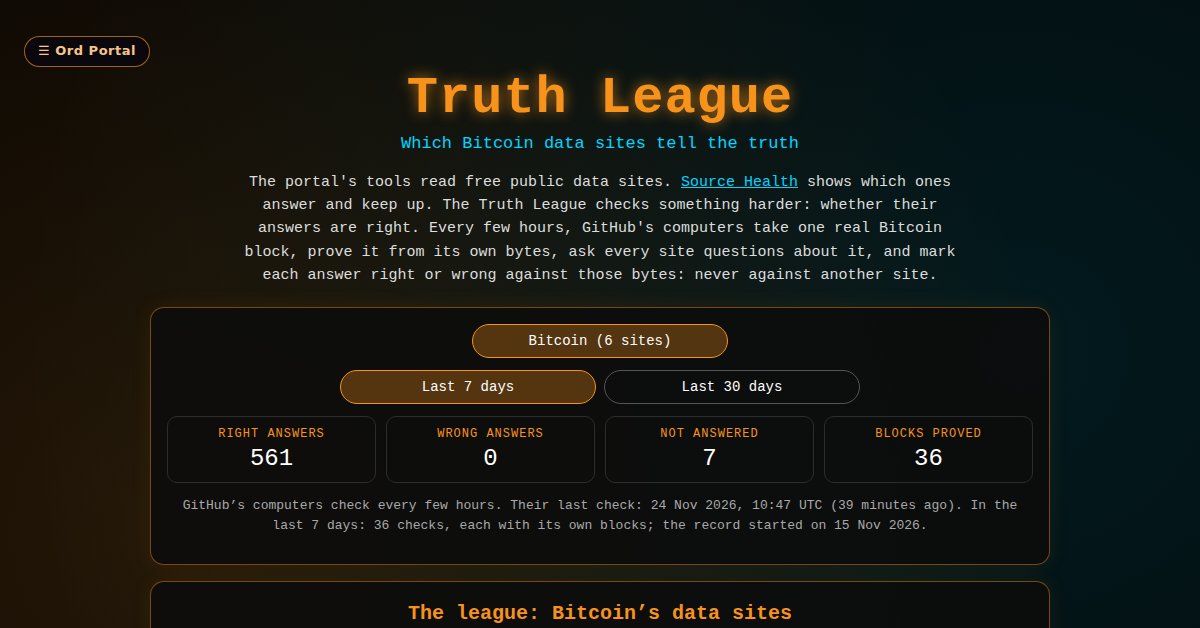 ☰ Ord Portal
Truth League
Which Bitcoin data sites tell the truth
The portal's tools read free public data sites. Source Health shows which ones
answer and keep up. The Truth League checks something harder: whether their
answers are right. Every few hours, GitHub's computers take one real Bitcoin
block, prove it from its own bytes, ask every site questions about it, and mark
each answer right or wrong against those bytes: never against another site.
Bitcoin (6 sites)
Last 7 days
Last 30 days
RIGHT ANSWERS
561
WRONG ANSWERS
0
NOT ANSWERED
7
BLOCKS PROVED
36
GitHub’s computers check every few hours. Their last check: 24 Nov 2026, 10:47 UTC (39 minutes ago). In the
last 7 days: 36 checks, each with its own blocks; the record started on 15 Nov 2026.
The league: Bitcoin’s data sites